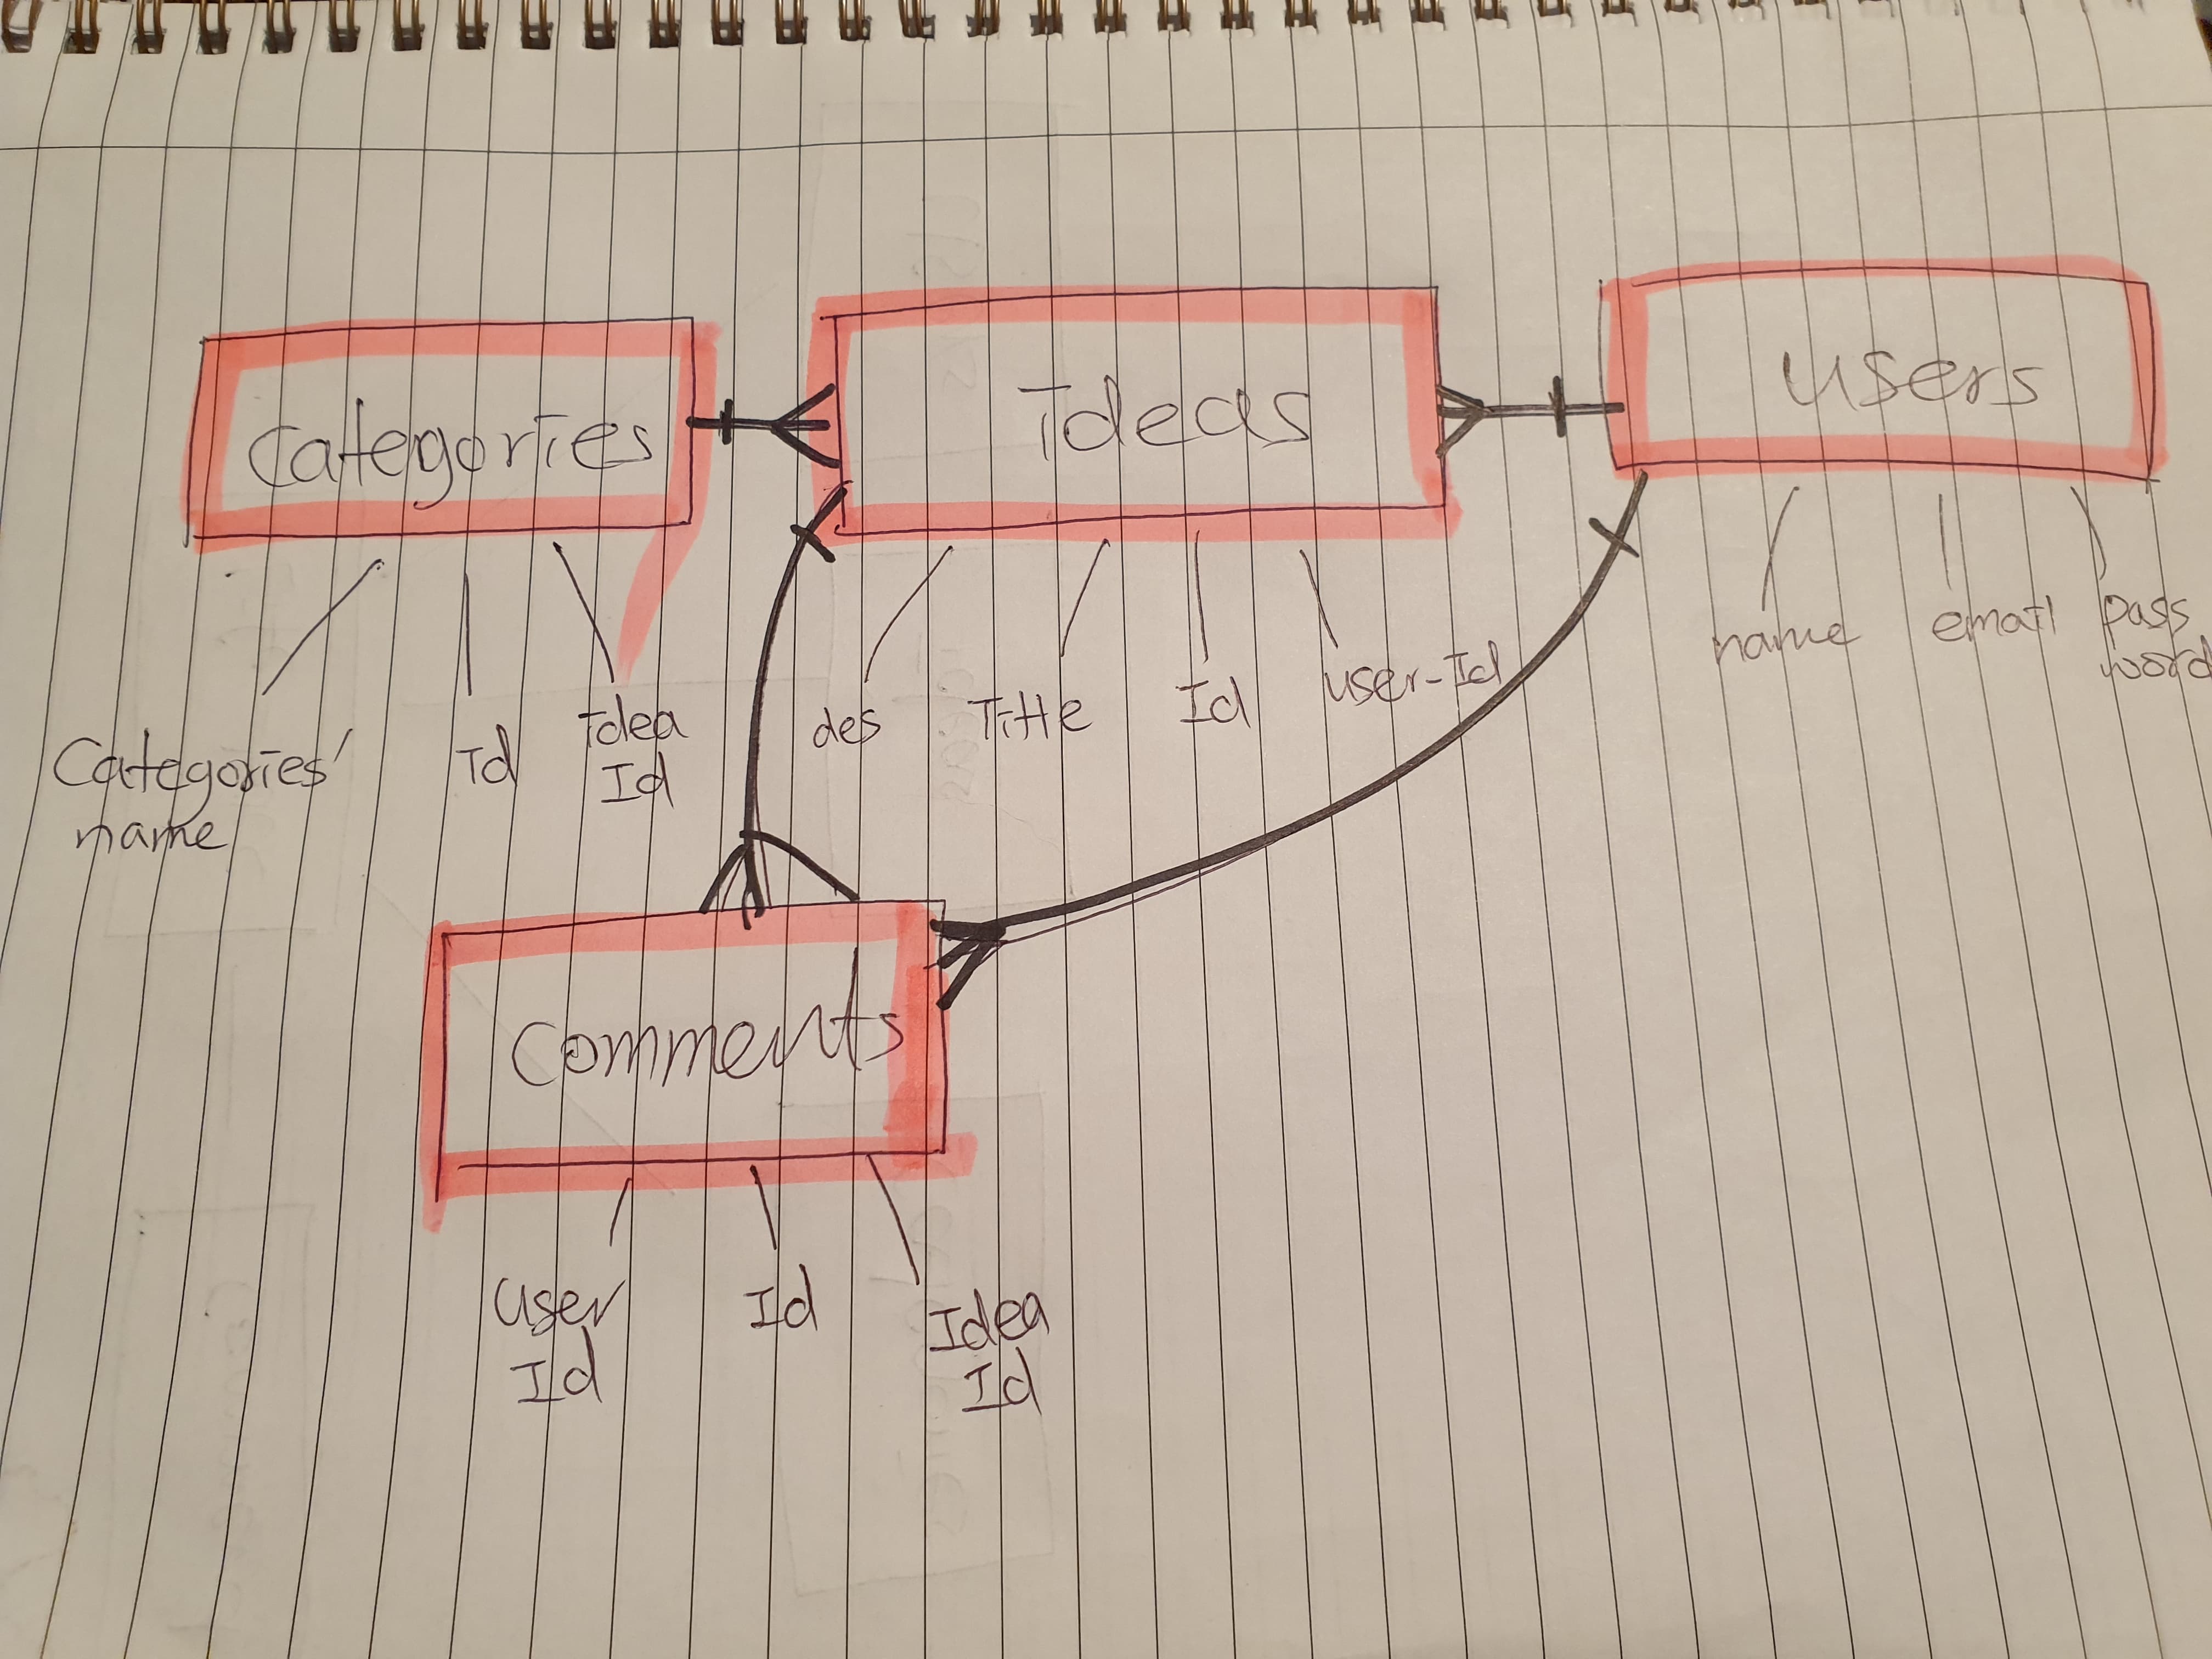 Categories
ideas
users
name
email
pass
word
Categories'
name
Id
idea
Id
des
Title
Id
user-Id
Comments
User
Id
Id
Idea
Id